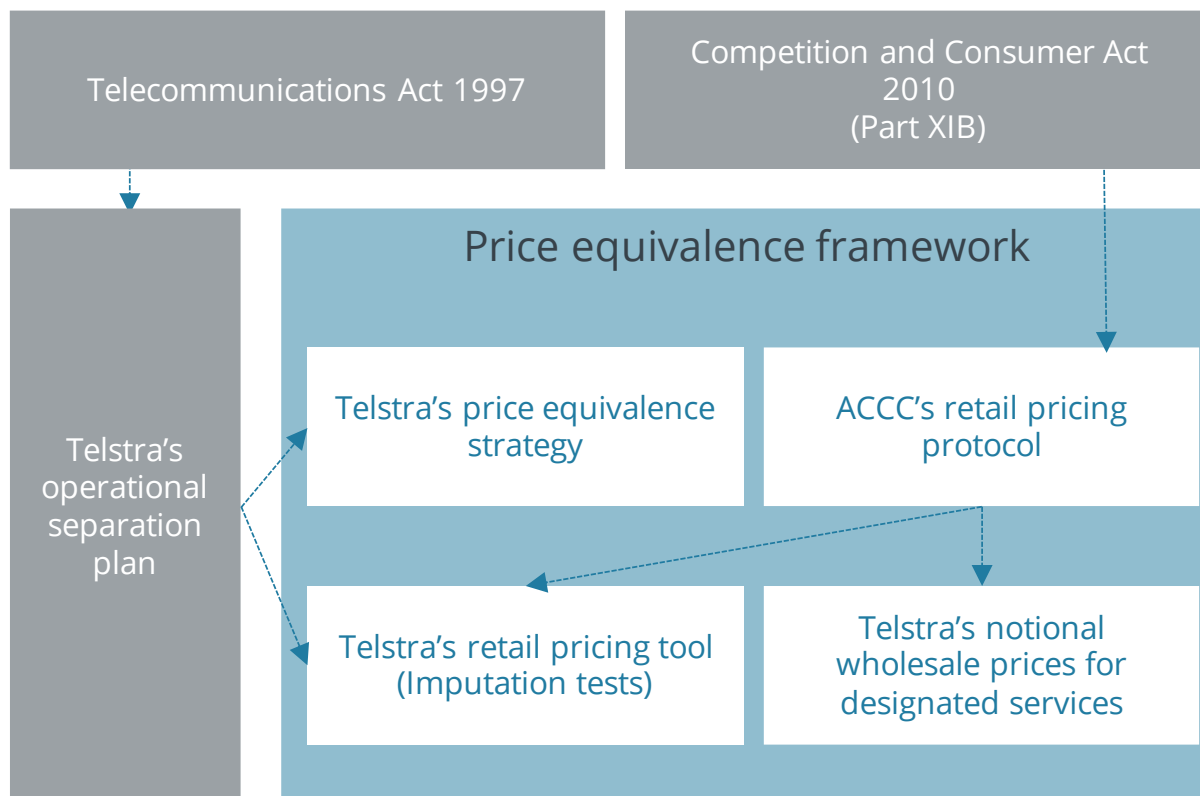 Telecommunications Act 1997
Competition and Consumer Act
2010
(Part XIB)
Price equivalence framework
Telstra’s
operational
separation
plan
Telstra’s price equivalence
strategy
ACCC’s retail pricing
protocol
Telstra’s retail pricing tool
(Imputation tests)
Telstra’s notional
wholesale prices for
designated services